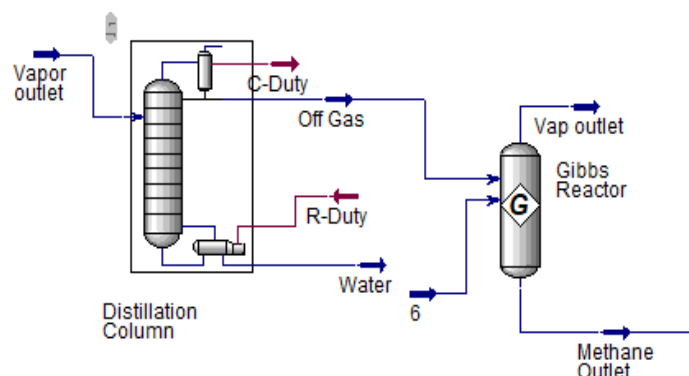 Vapor
outlet
C-Duty
Off Gas
Vap outlet
Gibbs
Reactor
G
R-Duty
Water
6
Distillation
Column
Methane
Outlet